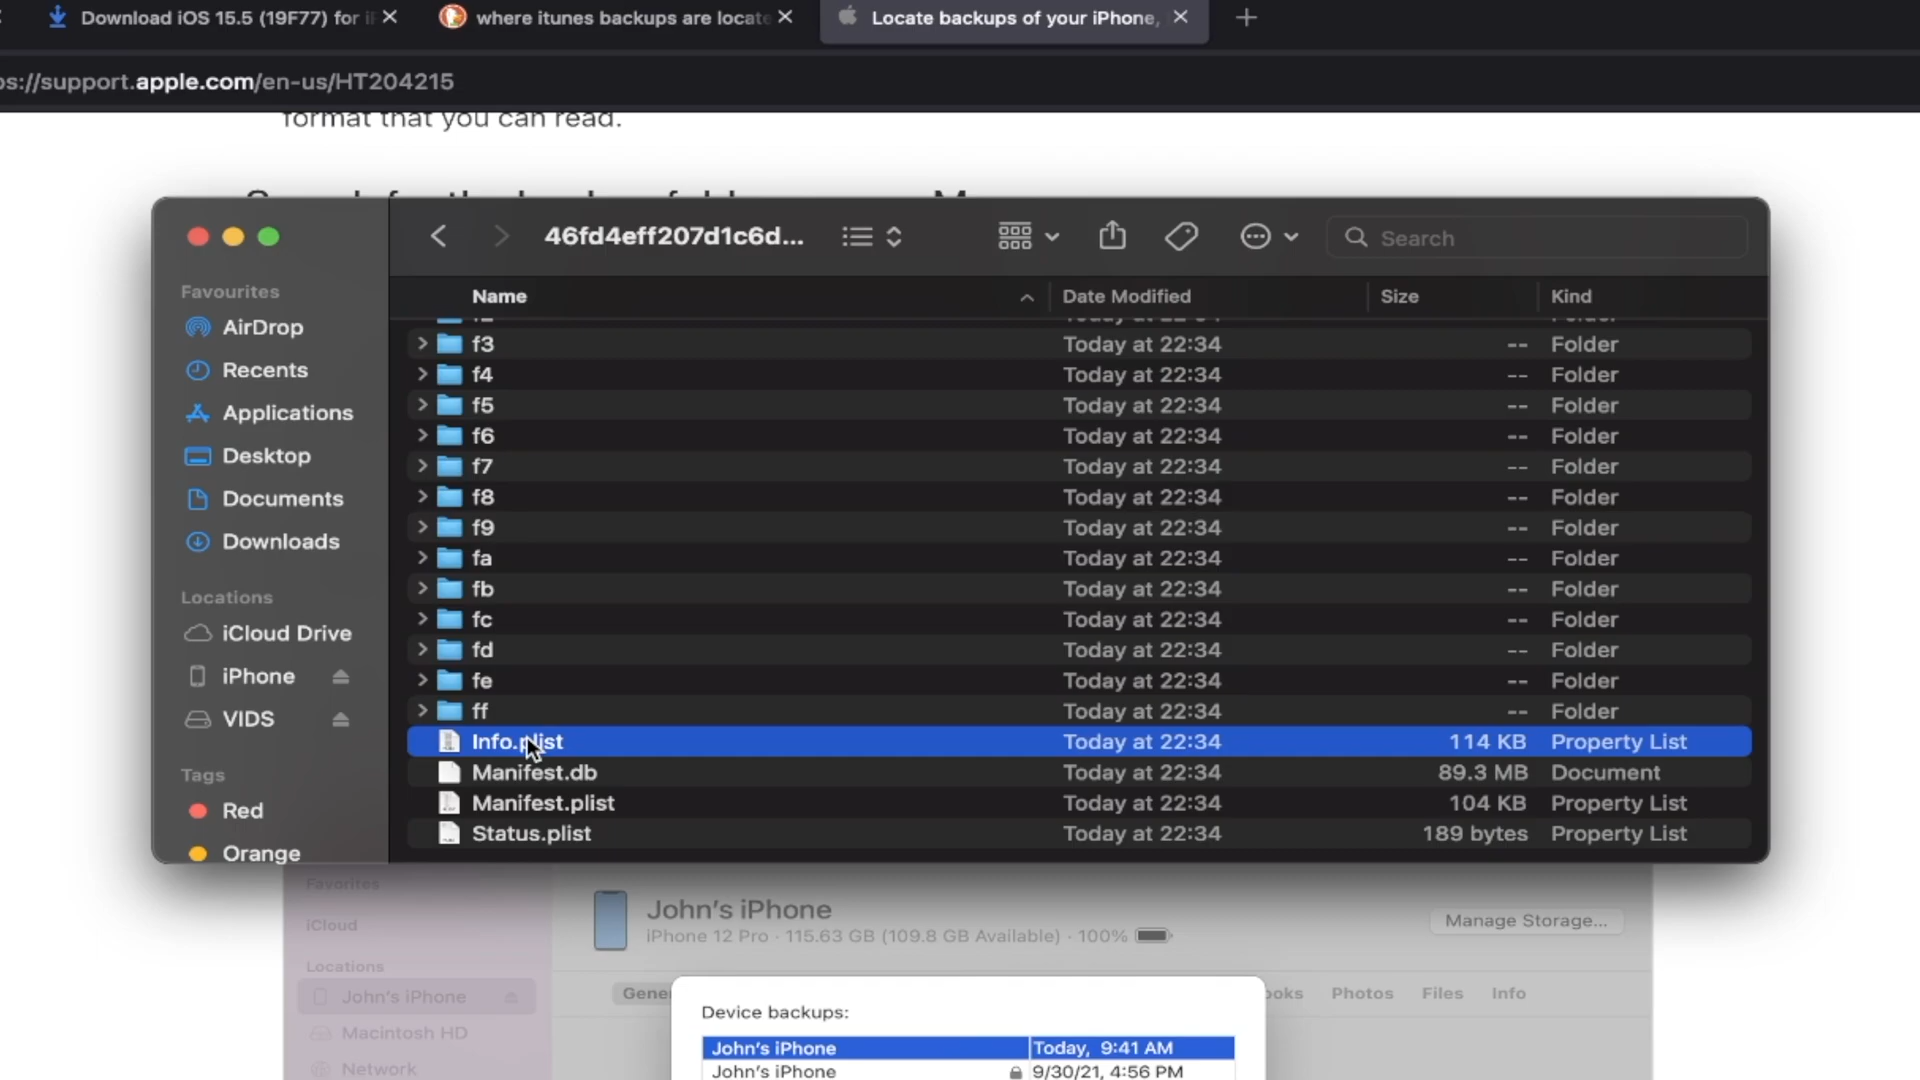 Download iOS 15.5 (19F77) for i
where itunes backups are locate
Locate backups of your iPhone,
ps://support.apple.com/en-us/HT204215
format that you can read.
46fd4eff207d1c6d...
Search
Favourites
AirDrop
Recents
Applications
Desktop
Documents
Downloads
Locations
iCloud Drive
iPhone
VIDS
Tags
Red
Orange
Name Date Modified Size Kind
f3 Today at 22:34 -- Folder
f4 Today at 22:34 -- Folder
f5 Today at 22:34 -- Folder
f6 Today at 22:34 -- Folder
f7 Today at 22:34 -- Folder
f8 Today at 22:34 -- Folder
f9 Today at 22:34 -- Folder
fa Today at 22:34 -- Folder
fb Today at 22:34 -- Folder
fc Today at 22:34 -- Folder
fd Today at 22:34 -- Folder
fe Today at 22:34 -- Folder
ff Today at 22:34 -- Folder
Info.plist Today at 22:34 114 KB Property List
Manifest.db Today at 22:34 89.3 MB Document
Manifest.plist Today at 22:34 104 KB Property List
Status.plist Today at 22:34 189 bytes Property List
Favorites
iCloud
Locations
John's iPhone
Macintosh HD
Network
John's iPhone
iPhone 12 Pro · 115.63 GB (109.8 GB Available) · 100%
Manage Storage...
Gener
ooks Photos Files Info
Device backups:
John's iPhone Today, 9:41 AM
John's iPhone 9/30/21, 4:56 PM